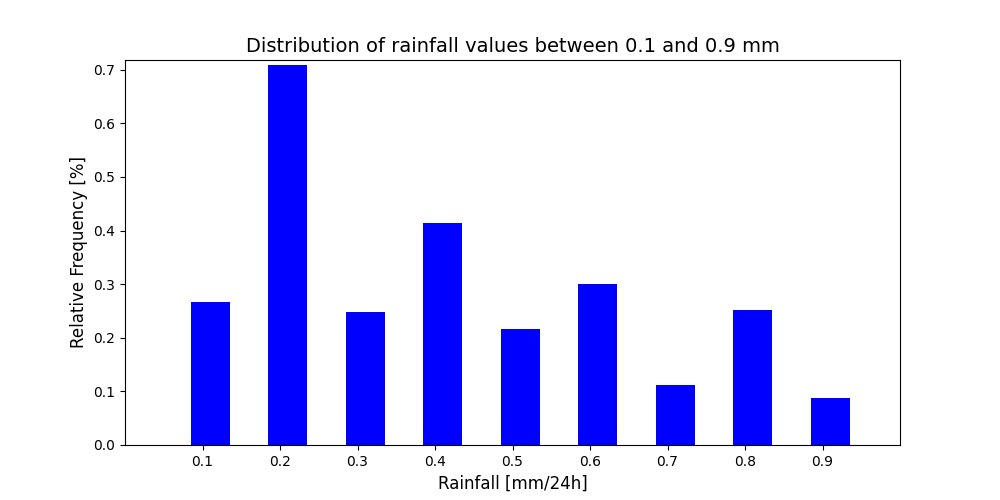 Distribution of rainfall values between 0.1 and 0.9 mm
Relative Frequency [%]
0.7
0.6
0.5
0.4
0.3
0.2
0.1
0.0
0.1 0.2 0.3 0.4 0.5 0.6 0.7 0.8 0.9
Rainfall [mm/24h]